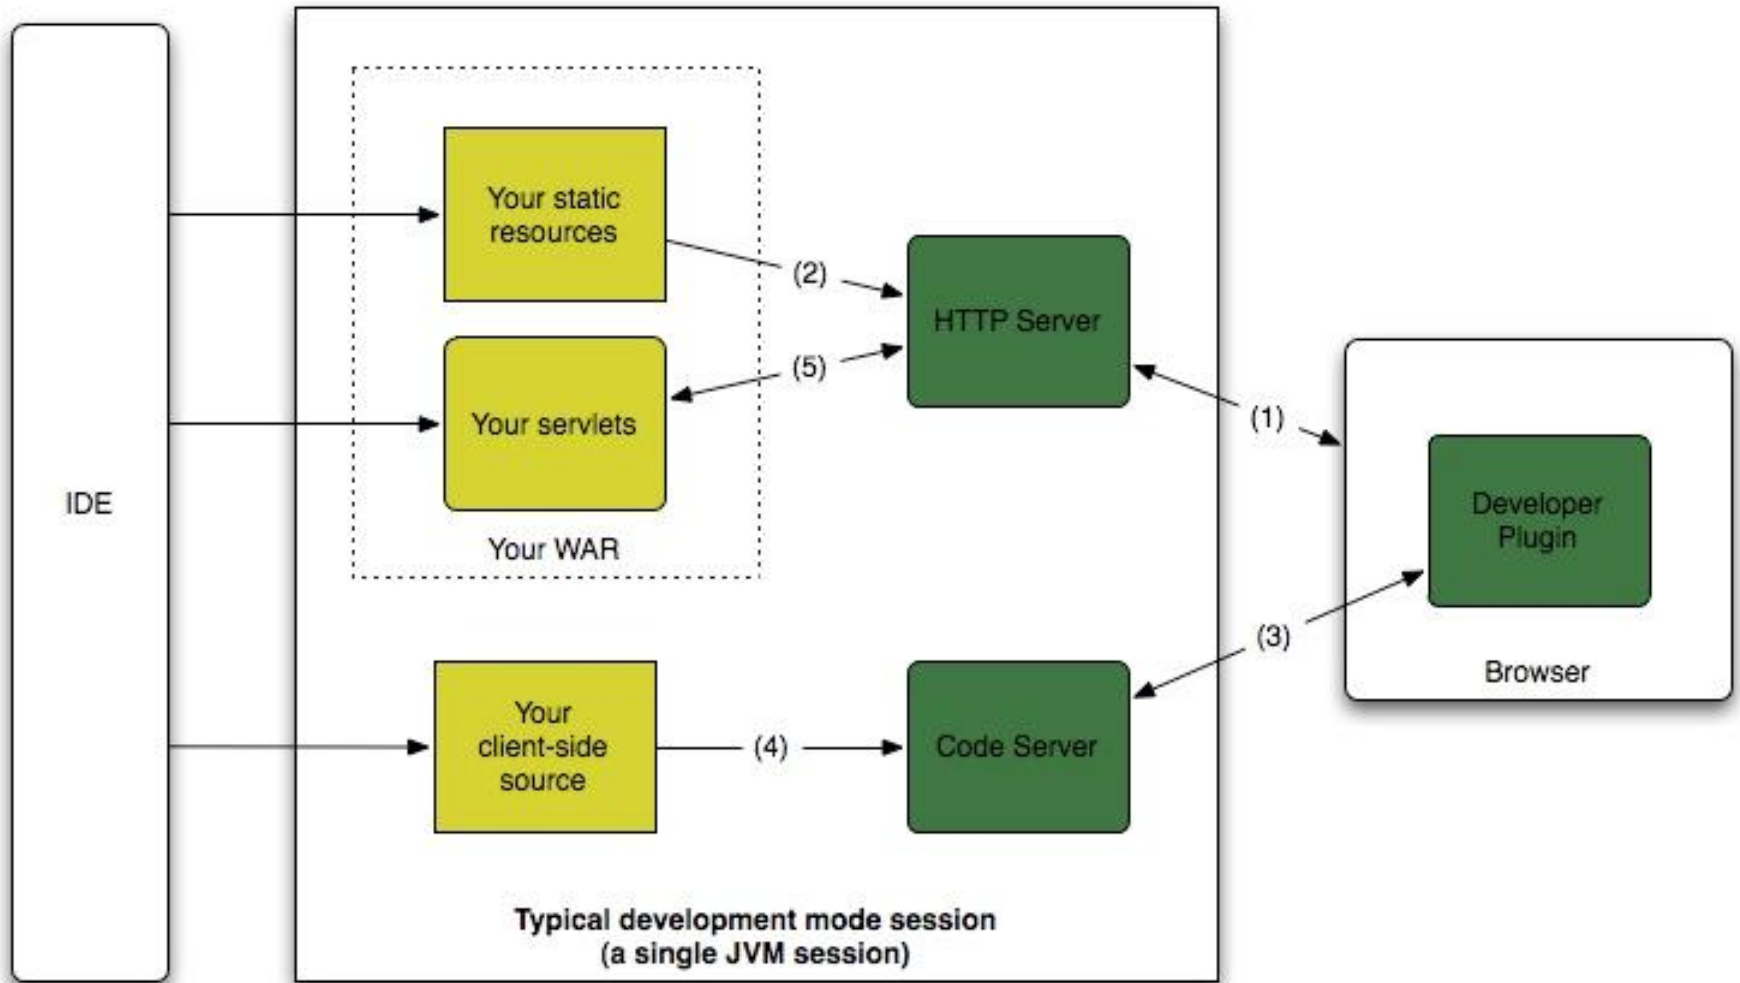 IDE
Your static
resources
(2)
HTTP Server
(5)
Your servlets
(1)
Your WAR
Developer
Plugin
(3)
Browser
Your
client-side
source
(4)
Code Server
Typical development mode session
(a single JVM session)